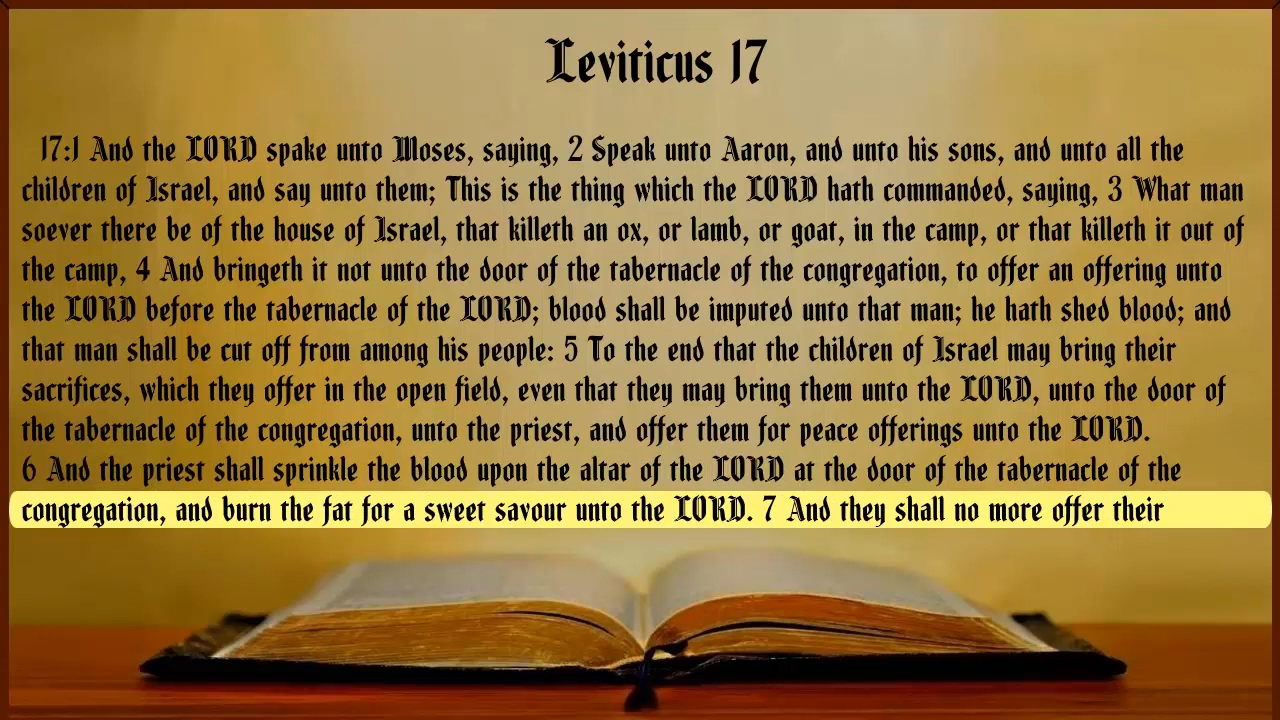 Leviticus 17
17:1 And the LORD spake unto Moses, saying, 2 Speak unto Aaron, and unto his sons, and unto all the
children of Israel, and say unto them; This is the thing which the LORD hath commanded, saying, 3 What man
soever there be of the house of Israel, that killeth an ox, or lamb, or goat, in the camp, or that killeth it out of
the camp, 4 And bringeth it not unto the door of the tabernacle of the congregation, to offer an offering unto
the LORD before the tabernacle of the LORD; blood shall be imputed unto that man; he hath shed blood; and
that man shall be cut off from among his people: 5 To the end that the children of Israel may bring their
sacrifices, which they offer in the open field, even that they may bring them unto the LORD, unto the door of
the tabernacle of the congregation, unto the priest, and offer them for peace offerings unto the LORD.
6 And the priest shall sprinkle the blood upon the altar of the LORD at the door of the tabernacle of the
congregation, and burn the fat for a sweet savour unto the LORD. 7 And they shall no more offer their